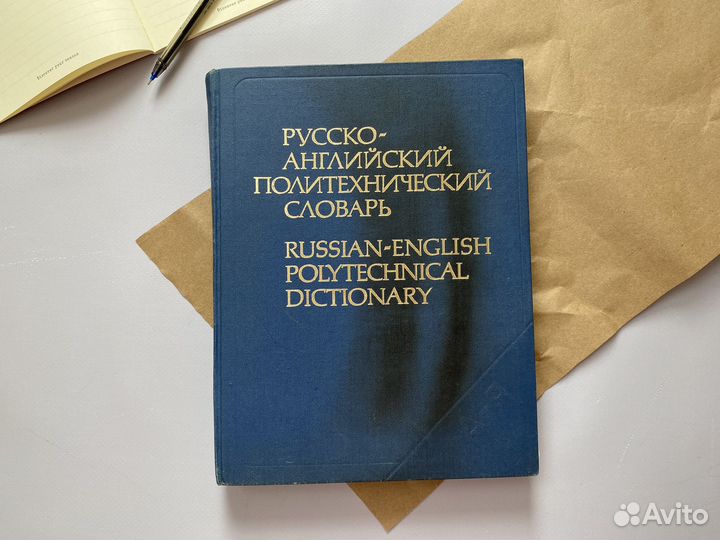 РУССКО-
АНГЛИЙСКИЙ
ПОЛИТЕХНИЧЕСКИЙ
СЛОВАРЬ
RUSSIAN-ENGLISH
POLYTECHNICAL
DICTIONARY
Avito